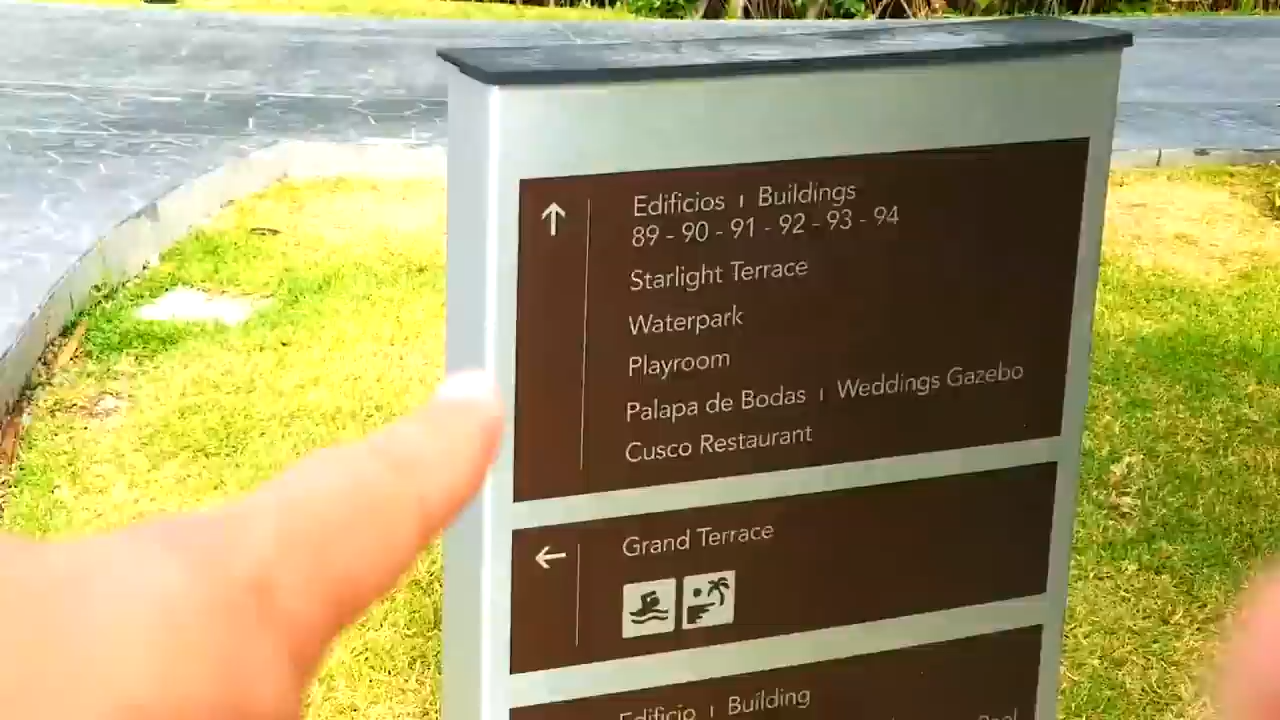 Edificios | Buildings
89 - 90 - 91 - 92 - 93 - 94
Starlight Terrace
Waterpark
Playroom
Palapa de Bodas | Weddings Gazebo
Cusco Restaurant
Grand Terrace
Edificio | Building
Pool